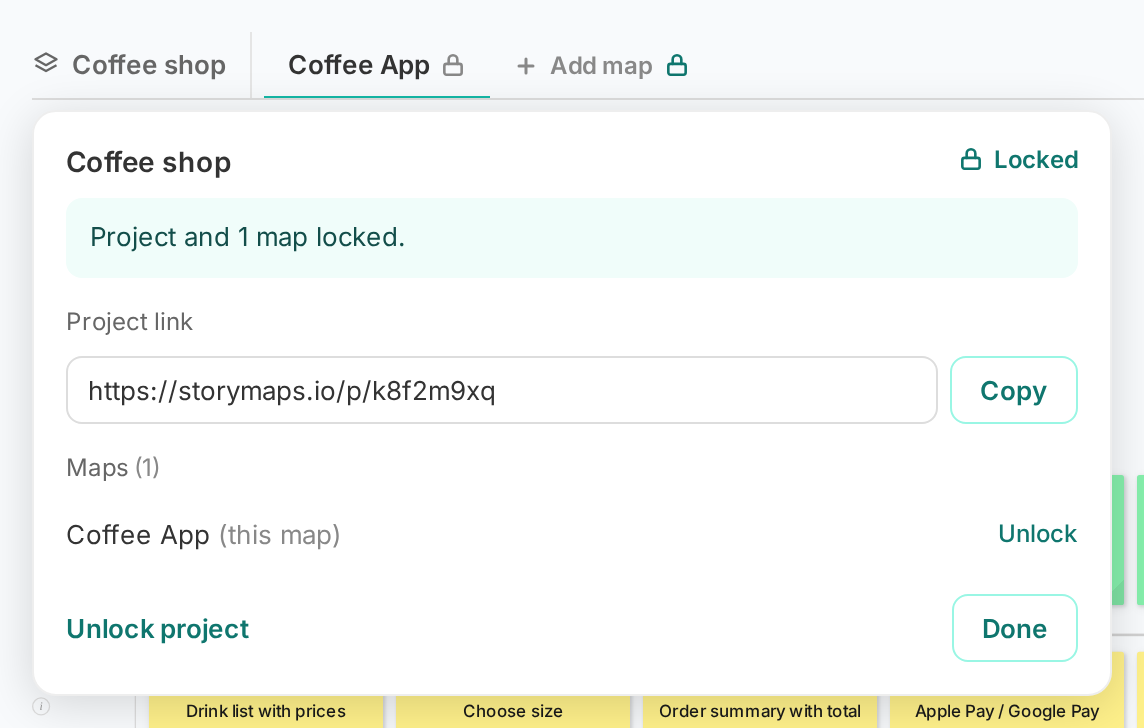 Coffee shop
Coffee App
+ Add map
Coffee shop
Locked
Project and 1 map locked.
Project link
https://storymaps.io/p/k8f2m9xq
Copy
Maps (1)
Coffee App (this map)
Unlock
Unlock project
Done
i
Drink list with prices
Choose size
Order summary with total
Apple Pay / Google Pay